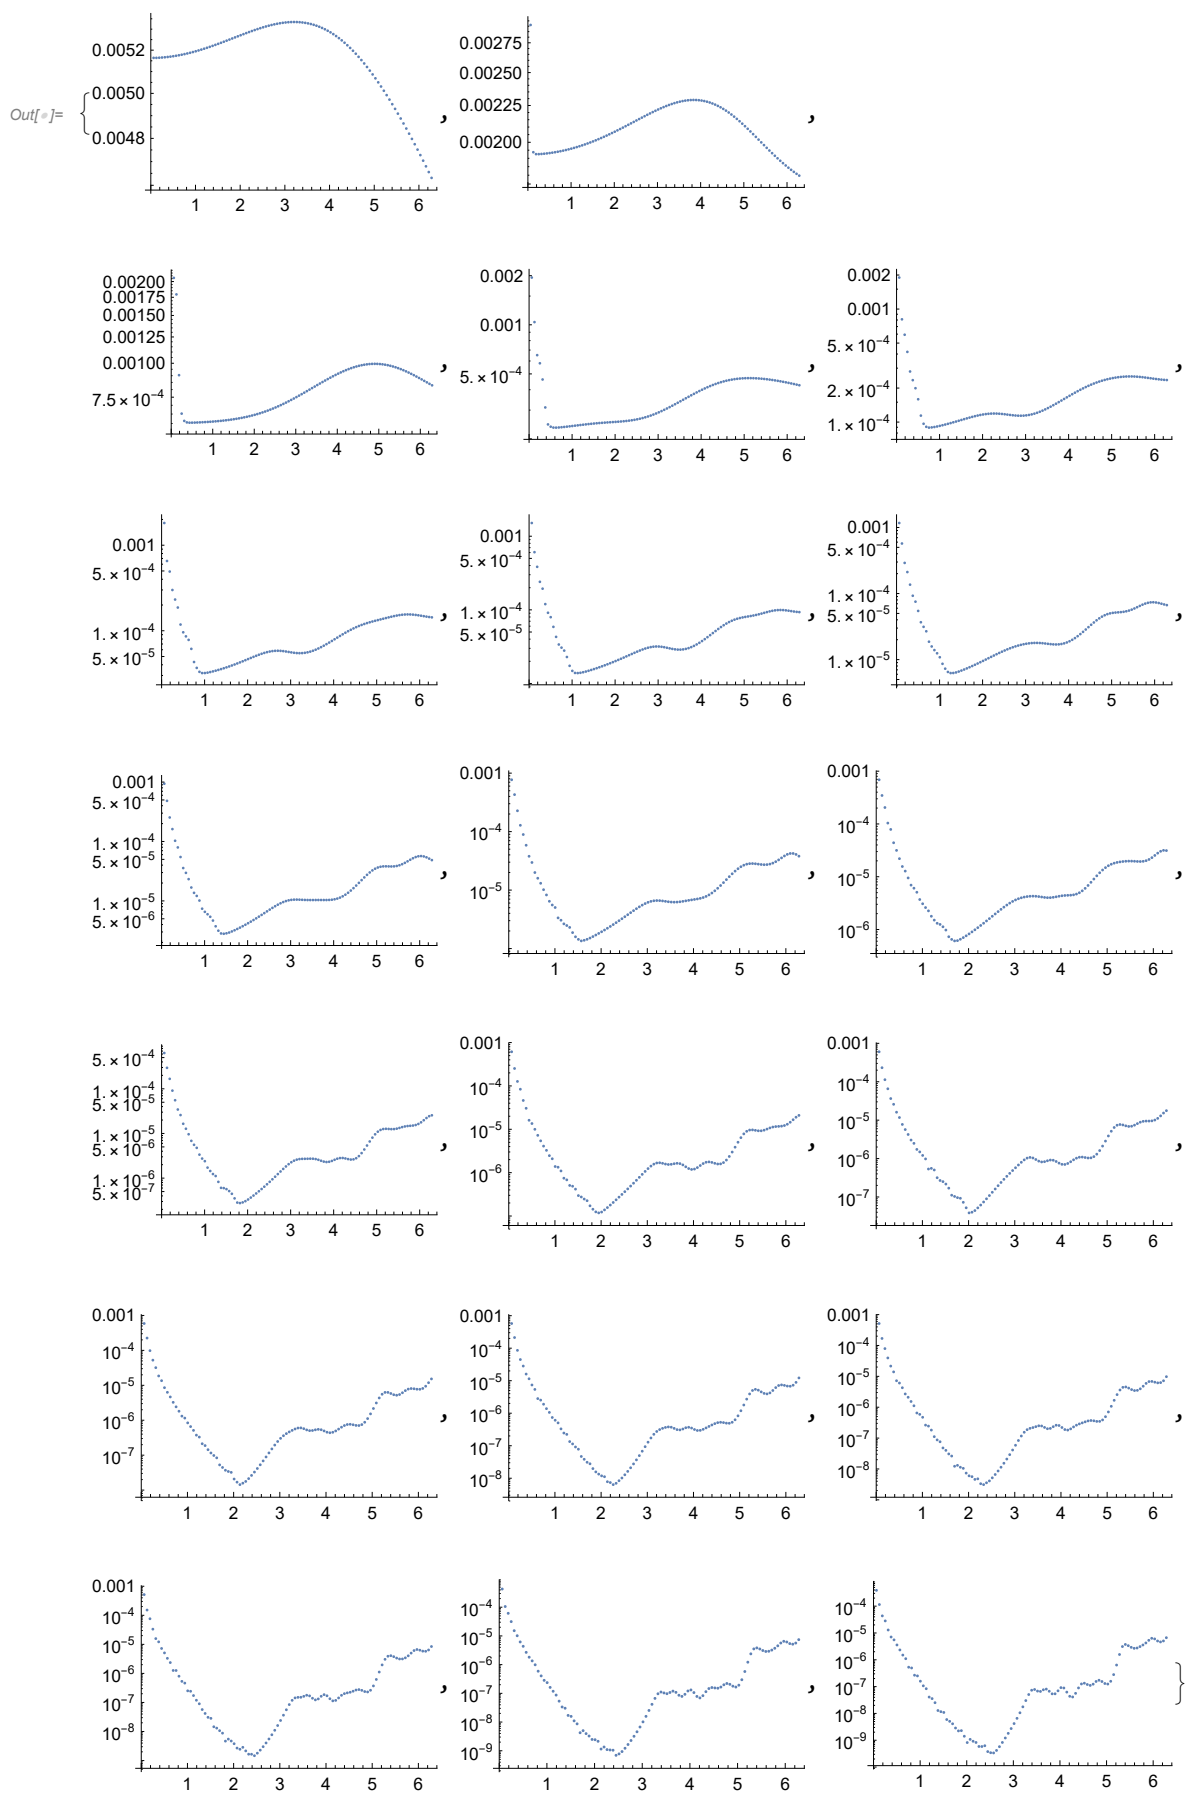 0.0052 0.00275
0.0050 0.00250
Out[•]= { 0.00225
0.0048 , 0.00200 ,
1 2 3 4 5 6 1 2 3 4 5 6
0.00200 0.002 0.002
0.00175
0.00150 0.001 0.001
0.00125
0.00100 , 5. × 10⁻⁴ , 5. × 10⁻⁴ ,
7.5 × 10⁻⁴ 2. × 10⁻⁴
1. × 10⁻⁴
1 2 3 4 5 6 1 2 3 4 5 6 1 2 3 4 5 6
0.001 0.001 0.001
5. × 10⁻⁴ 5. × 10⁻⁴ 5. × 10⁻⁴
1. × 10⁻⁴ , 1. × 10⁻⁴ , 1. × 10⁻⁴ ,
5. × 10⁻⁵ 5. × 10⁻⁵ 5. × 10⁻⁵
1. × 10⁻⁵
1 2 3 4 5 6 1 2 3 4 5 6 1 2 3 4 5 6
0.001 0.001 0.001
5. × 10⁻⁴
1. × 10⁻⁴ 10⁻⁴ 10⁻⁴
5. × 10⁻⁵ , , 10⁻⁵ ,
1. × 10⁻⁵ 10⁻⁵
5. × 10⁻⁶ 10⁻⁶
1 2 3 4 5 6 1 2 3 4 5 6 1 2 3 4 5 6
5. × 10⁻⁴ 0.001 0.001
1. × 10⁻⁴ 10⁻⁴ 10⁻⁴
5. × 10⁻⁵
1. × 10⁻⁵ , 10⁻⁵ , 10⁻⁵ ,
5. × 10⁻⁶ 10⁻⁶ 10⁻⁶
1. × 10⁻⁶
5. × 10⁻⁷ 10⁻⁷
1 2 3 4 5 6 1 2 3 4 5 6 1 2 3 4 5 6
0.001 0.001 0.001
10⁻⁴ 10⁻⁴ 10⁻⁴
10⁻⁵ 10⁻⁵ 10⁻⁵
10⁻⁶ , 10⁻⁶ , 10⁻⁶ ,
10⁻⁷ 10⁻⁷ 10⁻⁷
10⁻⁸ 10⁻⁸
1 2 3 4 5 6 1 2 3 4 5 6 1 2 3 4 5 6
0.001
10⁻⁴ 10⁻⁴ 10⁻⁴
10⁻⁵ 10⁻⁵ 10⁻⁵
10⁻⁶ 10⁻⁶ 10⁻⁶
10⁻⁷ , 10⁻⁷ , 10⁻⁷ }
10⁻⁸ 10⁻⁸ 10⁻⁸
10⁻⁹ 10⁻⁹
1 2 3 4 5 6 1 2 3 4 5 6 1 2 3 4 5 6